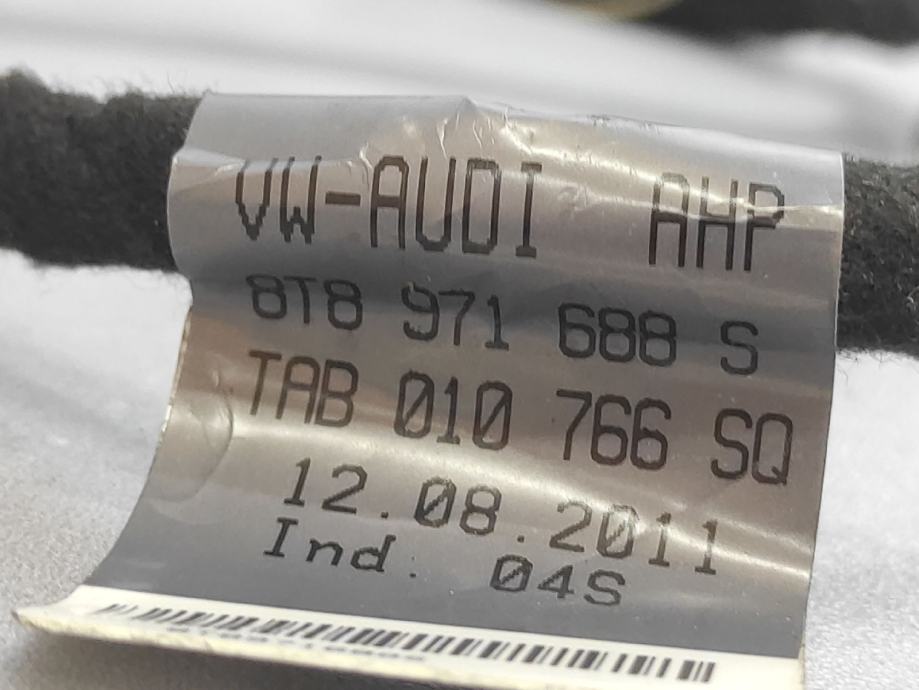 VW-AUDI AHP
8T8 971 688 S
TAB 010 766 SQ
12.08.2011
Ind. 04S